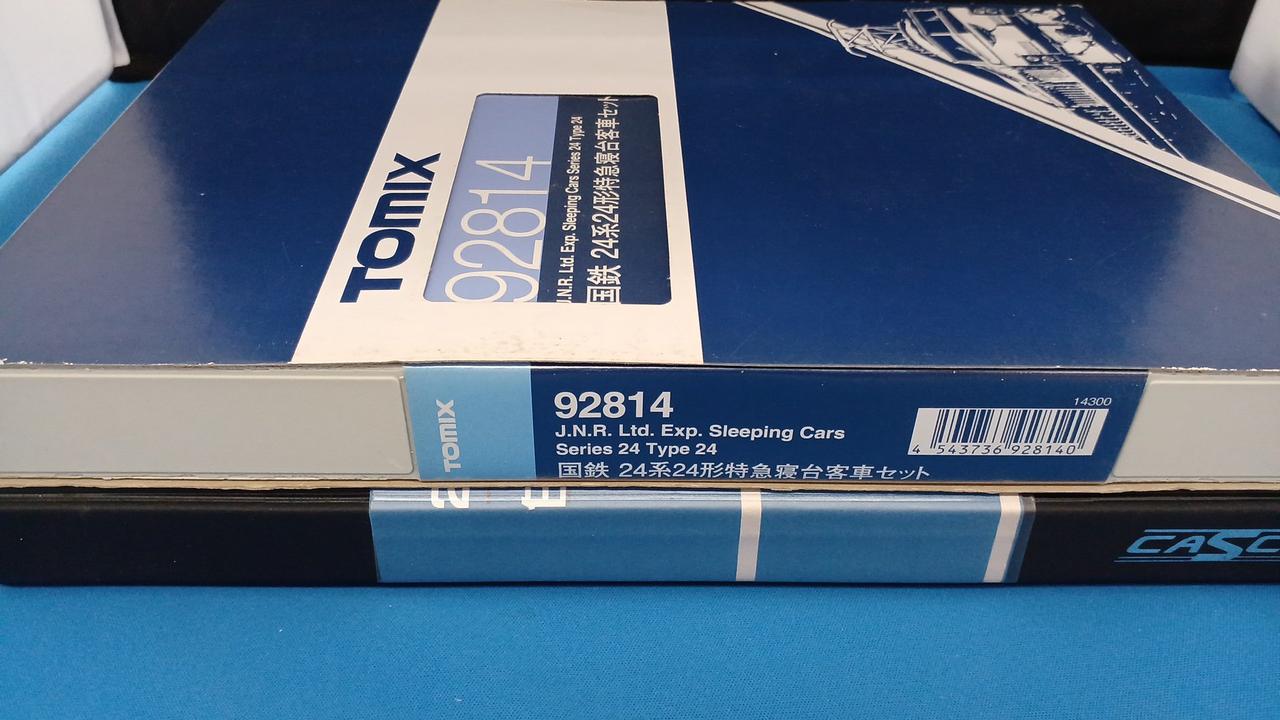 TOMIX
92814
J.N.R. Ltd. Exp. Sleeping Cars Series 24 Type 24
国鉄 24系24形特急寝台客車セット
TOMIX
92814
J.N.R. Ltd. Exp. Sleeping Cars
Series 24 Type 24
国鉄 24系24形特急寝台客車セット
14300
4 543736 928140
CASC